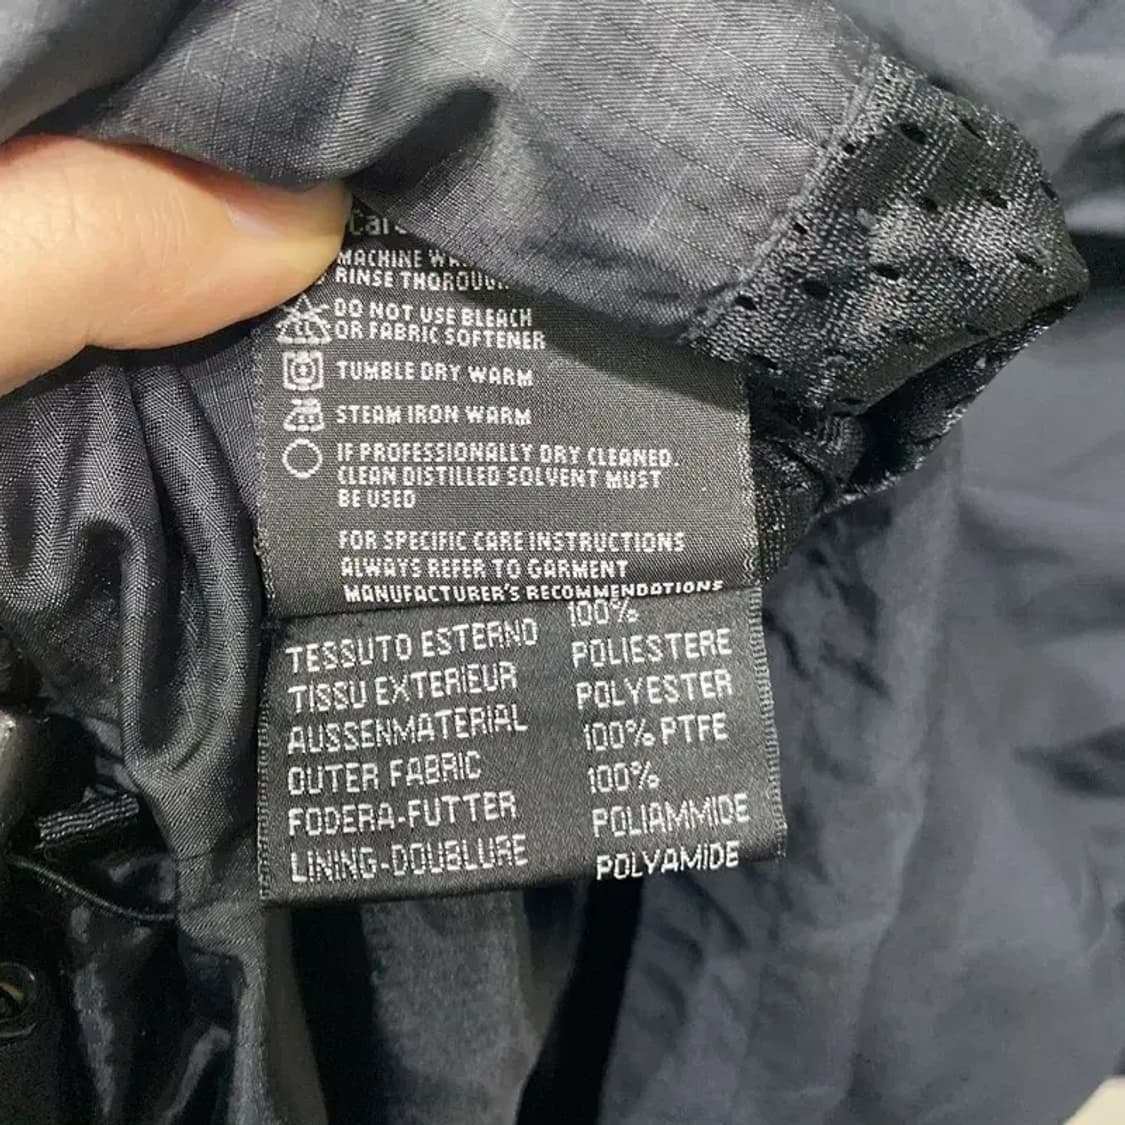 MACHINE
RINSE
DO NOT USE BLEACH
OR FABRIC SOFTENER
TUMBLE DRY WARM
STEAM IRON WARM
IF PROFESSIONALLY DRY CLEANED.
CLEAN DISTILLED SOLVENT MUST
BE USED
FOR SPECIFIC CARE INSTRUCTIONS
ALWAYS REFER TO GARMENT
MANUFACTURER'S RECOMMENDATIONS
TESSUTO ESTERNO 100%
TISSU EXTERIEUR POLIESTERE
AUSSENMATERIAL POLYESTER
OUTER FABRIC 100% PTFE
FODERA-FUTTER 100%
LINING-DOUBLURE POLIAMMIDE
POLYAMIDE